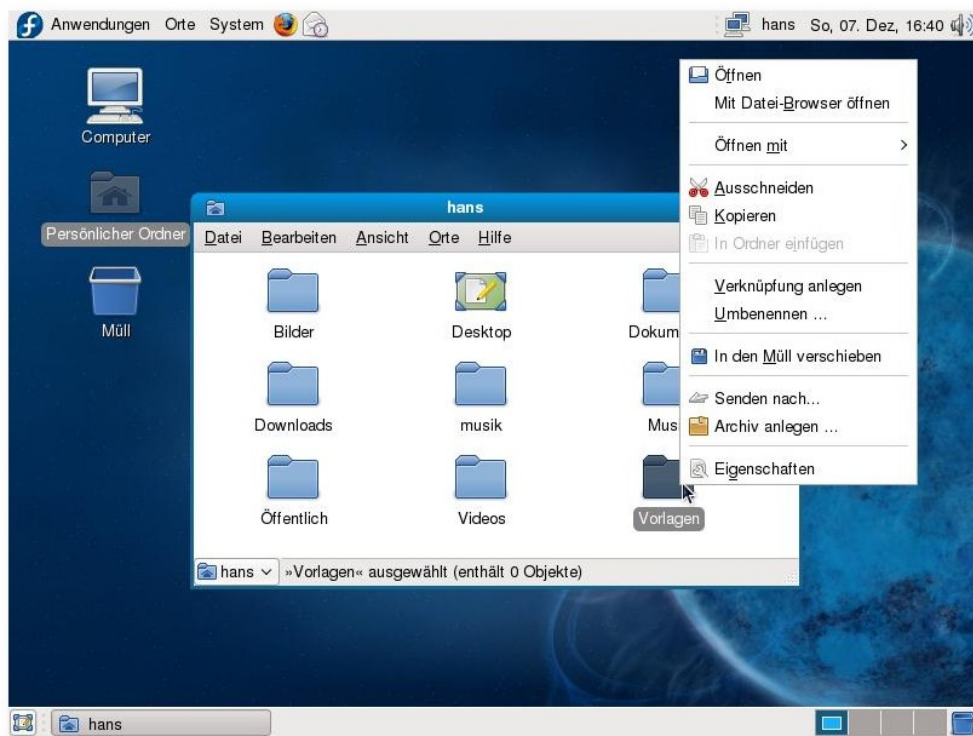 Anwendungen Orte System hans So, 07. Dez, 16:40
Computer
Persönlicher Ordner
Müll
hans
Datei Bearbeiten Ansicht Orte Hilfe
Bilder Desktop Dokum
Downloads musik Mus
Öffentlich Videos Vorlagen
hans »Vorlagen« ausgewählt (enthält 0 Objekte)
Öffnen
Mit Datei-Browser öffnen
Öffnen mit
Ausschneiden
Kopieren
In Ordner einfügen
Verknüpfung anlegen
Umbenennen ...
In den Müll verschieben
Senden nach...
Archiv anlegen ...
Eigenschaften
hans